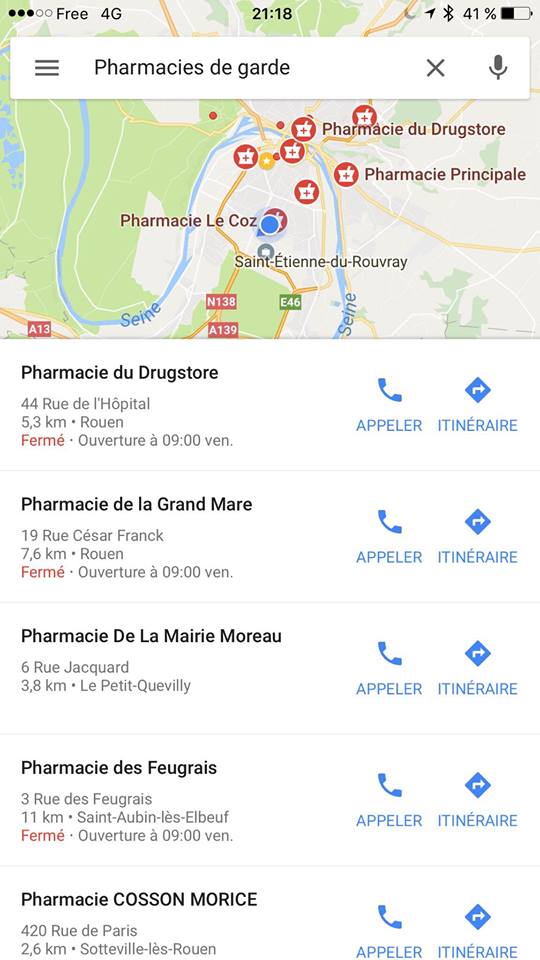 Free 4G 21:18 41 %
Pharmacies de garde
Pharmacie du Drugstore
Pharmacie Principale
Pharmacie Le Coz
Saint-Étienne-du-Rouvray
N138 E46
Seine Seine
A13 A139
Pharmacie du Drugstore
44 Rue de l'Hôpital
5,3 km • Rouen
APPELER ITINÉRAIRE
Fermé · Ouverture à 09:00 ven.
Pharmacie de la Grand Mare
19 Rue César Franck
7,6 km • Rouen
APPELER ITINÉRAIRE
Fermé · Ouverture à 09:00 ven.
Pharmacie De La Mairie Moreau
6 Rue Jacquard
3,8 km • Le Petit-Quevilly
APPELER ITINÉRAIRE
Pharmacie des Feugrais
3 Rue des Feugrais
11 km • Saint-Aubin-lès-Elbeuf
APPELER ITINÉRAIRE
Fermé · Ouverture à 09:00 ven.
Pharmacie COSSON MORICE
420 Rue de Paris
2,6 km • Sotteville-lès-Rouen
APPELER ITINÉRAIRE